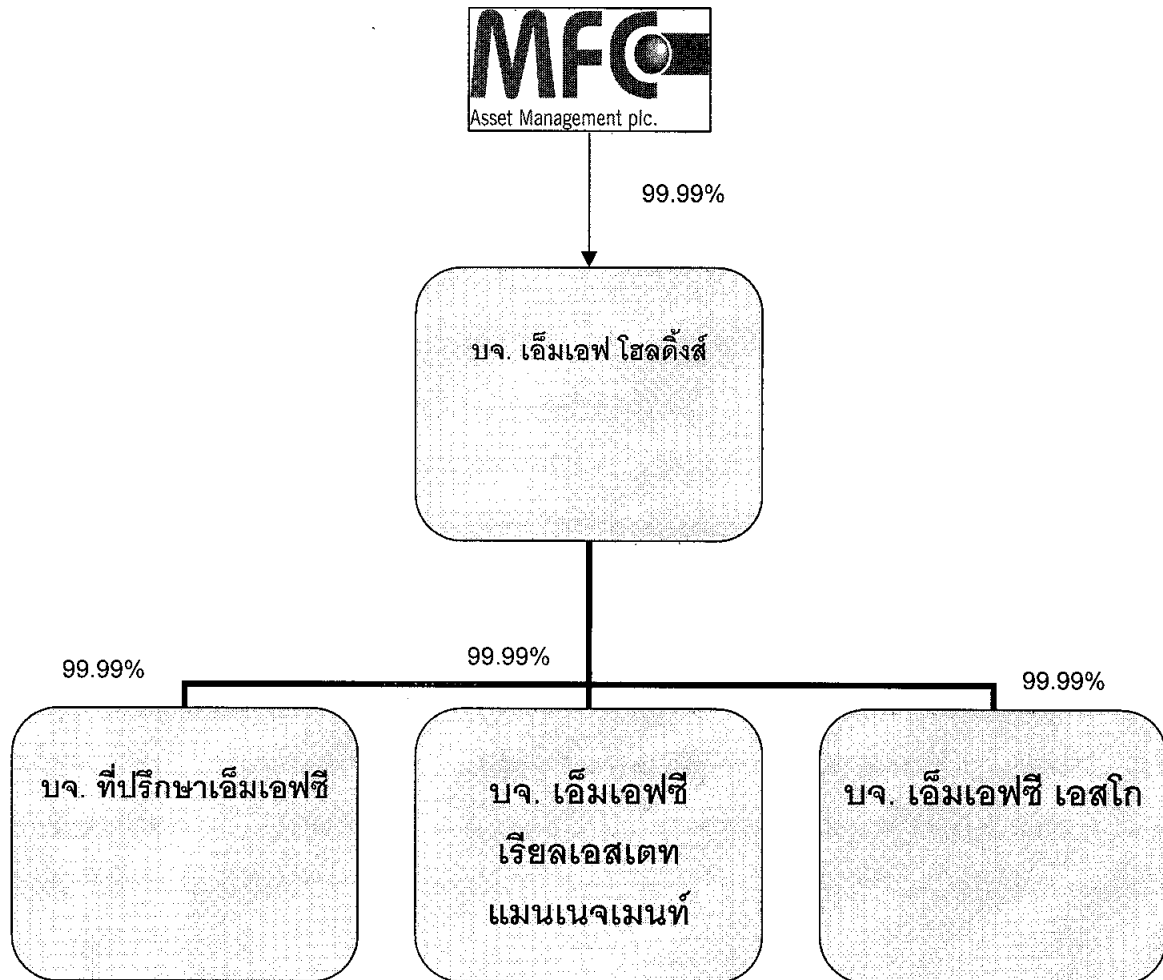 MFC
Asset Management plc.
99.99%
บจ. เอ็มเอฟ โฮลดิ้งส์
99.99%
99.99%
99.99%
บจ. ที่ปรึกษาเอ็มเอฟซี
บจ. เอ็มเอฟซี
เรียลเอสเตท
แมนเนจเมนท์
บจ. เอ็มเอฟซี เอสโก